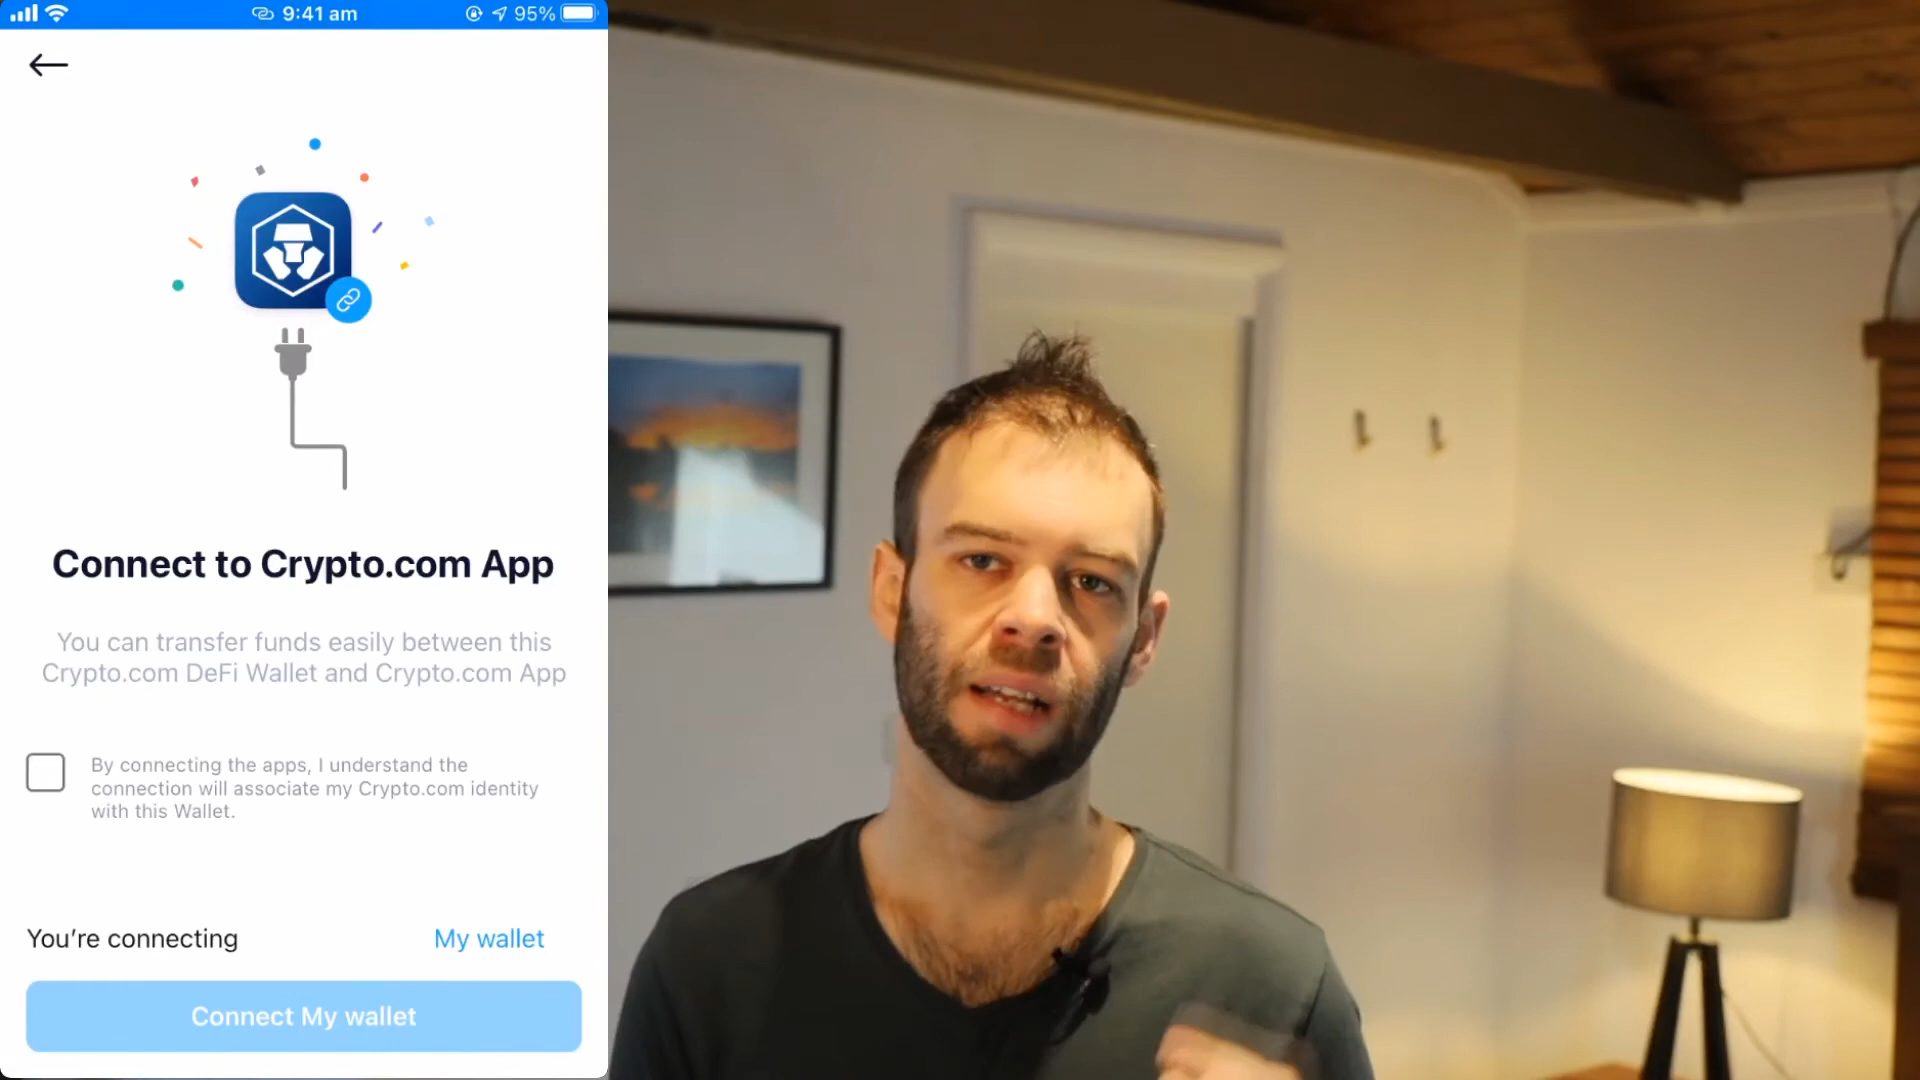 9:41 am
95%
Connect to Crypto.com App
You can transfer funds easily between this
Crypto.com DeFi Wallet and Crypto.com App
By connecting the apps, I understand the
connection will associate my Crypto.com identity
with this Wallet.
You're connecting
My wallet
Connect My wallet